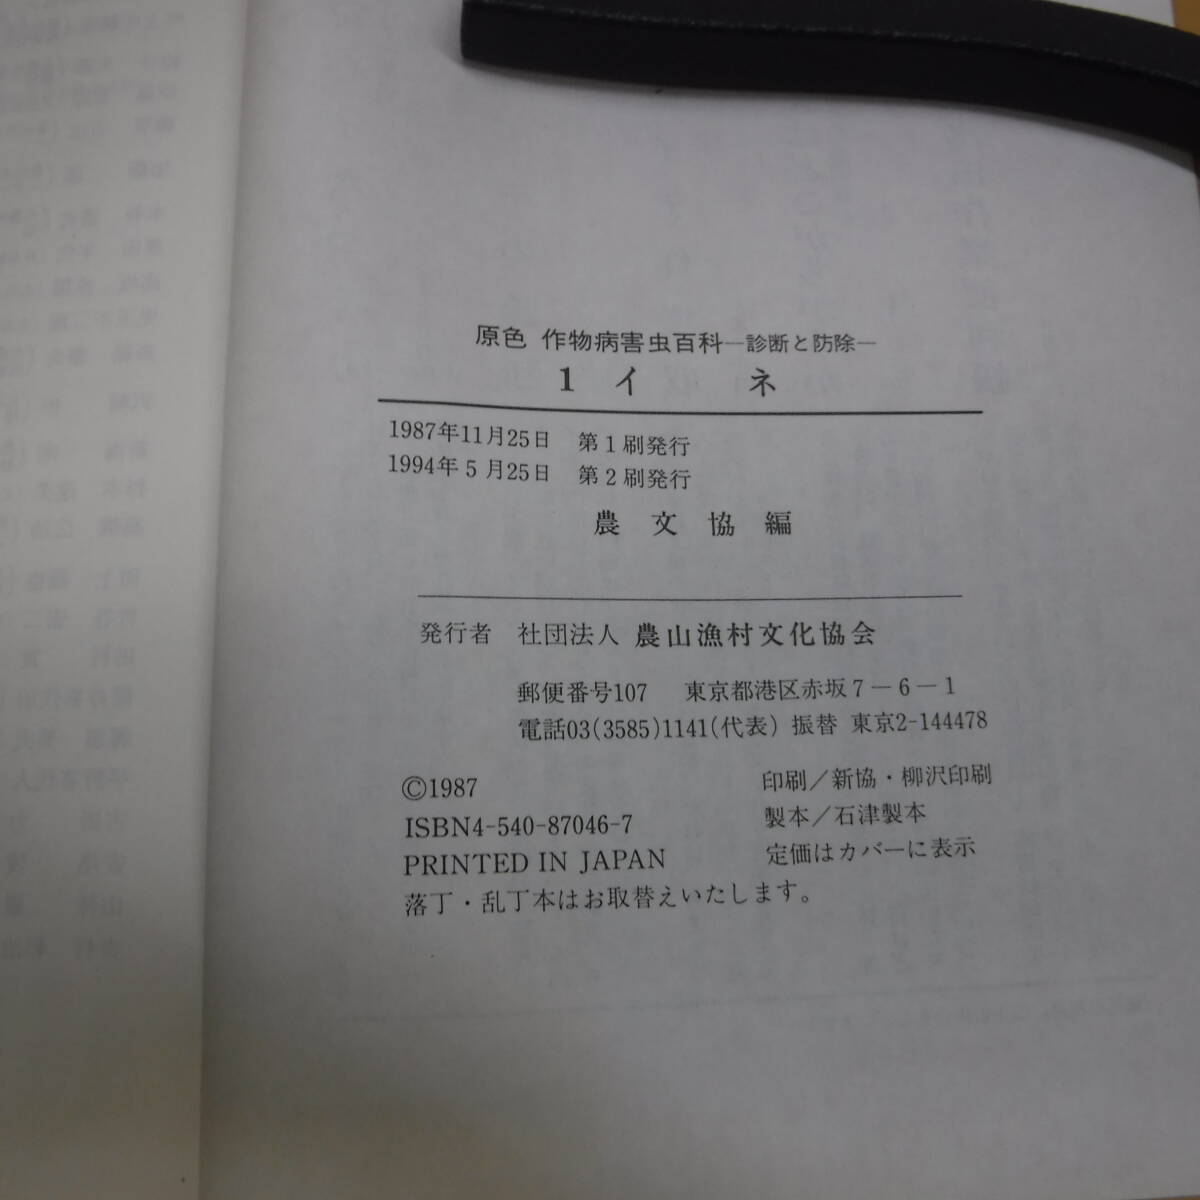 原色 作物病害虫百科―診断と防除―
1 イ ネ
1987年11月25日 第1刷発行
1994年5月25日 第2刷発行
農 文 協 編
発行者 社団法人 農山漁村文化協会
郵便番号107 東京都港区赤坂7-6-1
電話03(3585)1141(代表) 振替 東京2-144478
©1987 印刷/新協・柳沢印刷
ISBN4-540-87046-7 製本/石津製本
PRINTED IN JAPAN 定価はカバーに表示
落丁・乱丁本はお取替えいたします。